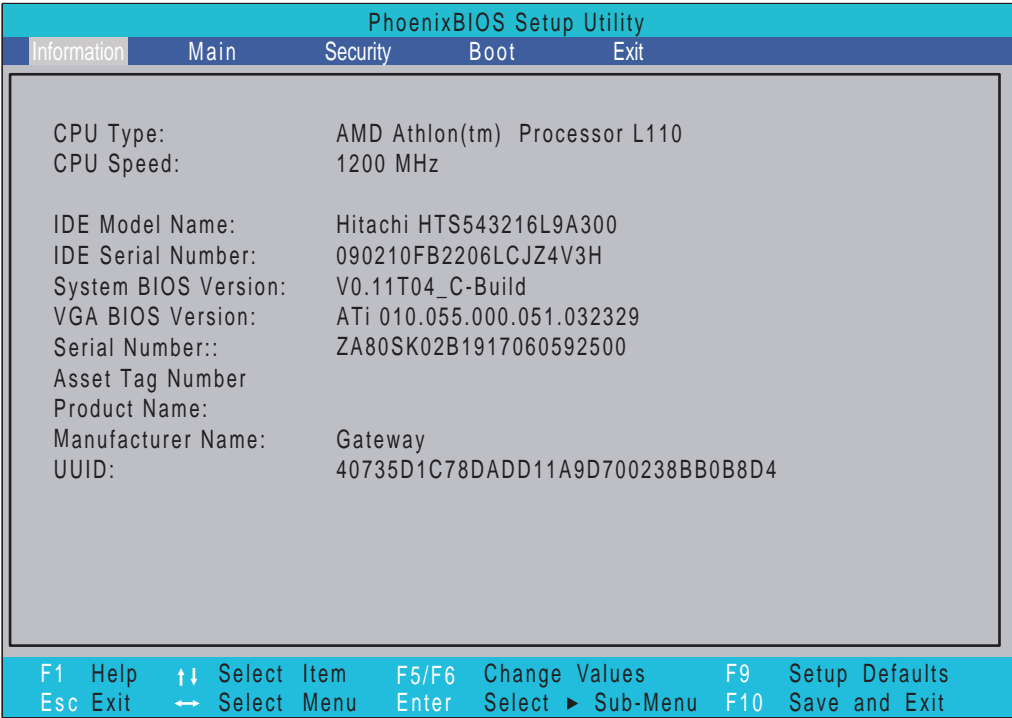 PhoenixBIOS Setup Utility
Information Main Security Boot Exit
CPU Type: AMD Athlon(tm) Processor L110
CPU Speed: 1200 MHz
IDE Model Name: Hitachi HTS543216L9A300
IDE Serial Number: 090210FB2206LCJZ4V3H
System BIOS Version: V0.11T04_C-Build
VGA BIOS Version: ATi 010.055.000.051.032329
Serial Number:: ZA80SK02B1917060592500
Asset Tag Number
Product Name:
Manufacturer Name: Gateway
UUID: 40735D1C78DADD11A9D700238BB0B8D4
F1 Help ↑↓ Select Item F5/F6 Change Values F9 Setup Defaults
Esc Exit ↔ Select Menu Enter Select ▶ Sub-Menu F10 Save and Exit